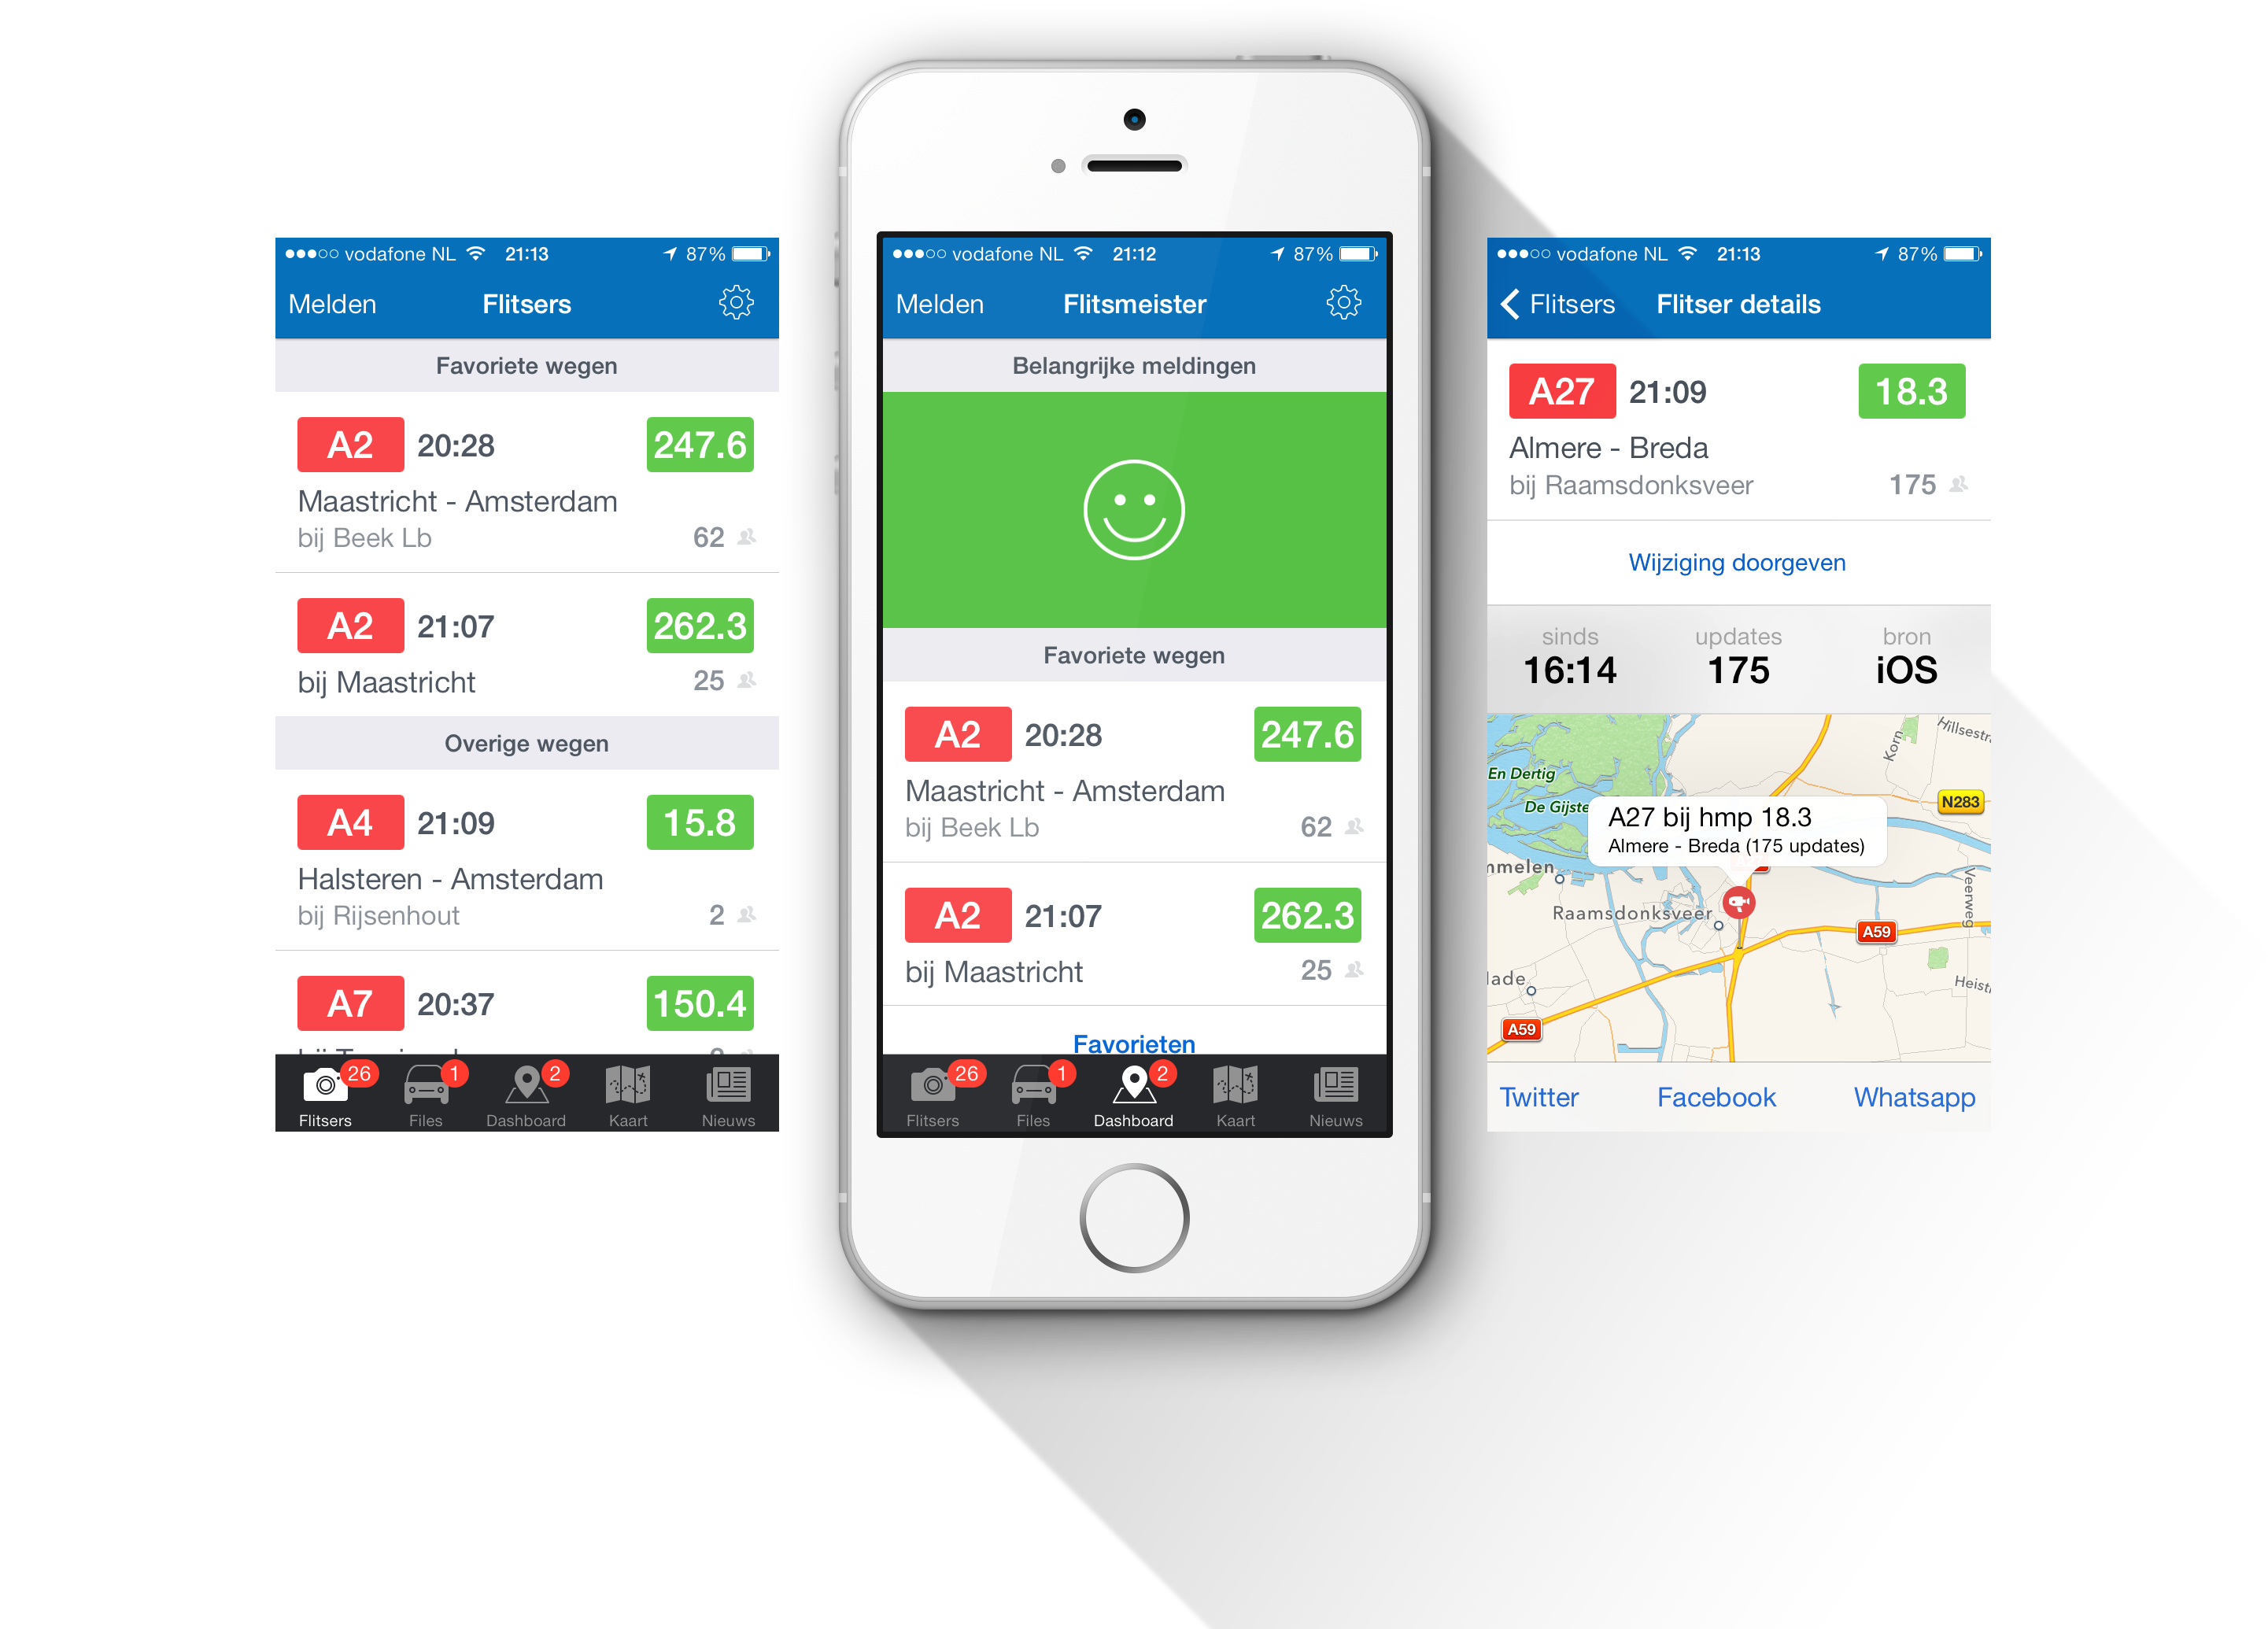 vodafone NL 21:13 87%
Melden Flitsers
Favoriete wegen
A2 20:28 247.6
Maastricht - Amsterdam
bij Beek Lb 62
A2 21:07 262.3
bij Maastricht 25
Overige wegen
A4 21:09 15.8
Halsteren - Amsterdam
bij Rijsenhout 2
A7 20:37 150.4
26 1 2
Flitsers Files Dashboard Kaart Nieuws
vodafone NL 21:12 87%
Melden Flitsmeister
Belangrijke meldingen
Favoriete wegen
A2 20:28 247.6
Maastricht - Amsterdam
bij Beek Lb 62
A2 21:07 262.3
bij Maastricht 25
Favorieten
26 1 2
Flitsers Files Dashboard Kaart Nieuws
vodafone NL 21:13 87%
Flitsers Flitser details
A27 21:09 18.3
Almere - Breda
bij Raamsdonksveer 175
Wijziging doorgeven
sinds updates bron
16:14 175 iOS
Korn
Hillsestr
En Dertig
De Gijste
N283
A27 bij hmp 18.3
Almere - Breda (175 updates)
mmelen
Veerweg
Raamsdonksveer
A59
lade
Heist
A59
Twitter Facebook Whatsapp